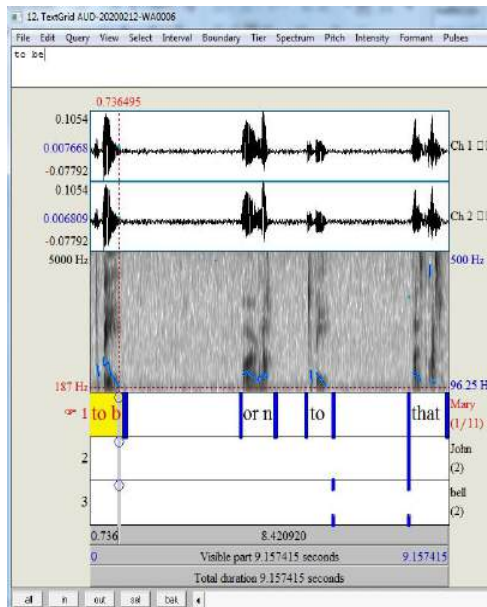 12. TextGrid AUD-20200212-WA0006
File Edit Query View Select Interval Boundary Tier Spectrum Pitch Intensity Formant Pulses
to be
0.736495
0.1054
0.007668
-0.07792
Ch 1
0.1054
0.006809
-0.07792
Ch 2
5000 Hz
500 Hz
187 Hz
96.25 H
1 to b or n to that Mary (1/11)
2 John (2)
3 bell (2)
0.736 8.420920
0 Visible part 9.157415 seconds 9.157415
Total duration 9.157415 seconds
all in out sel bak